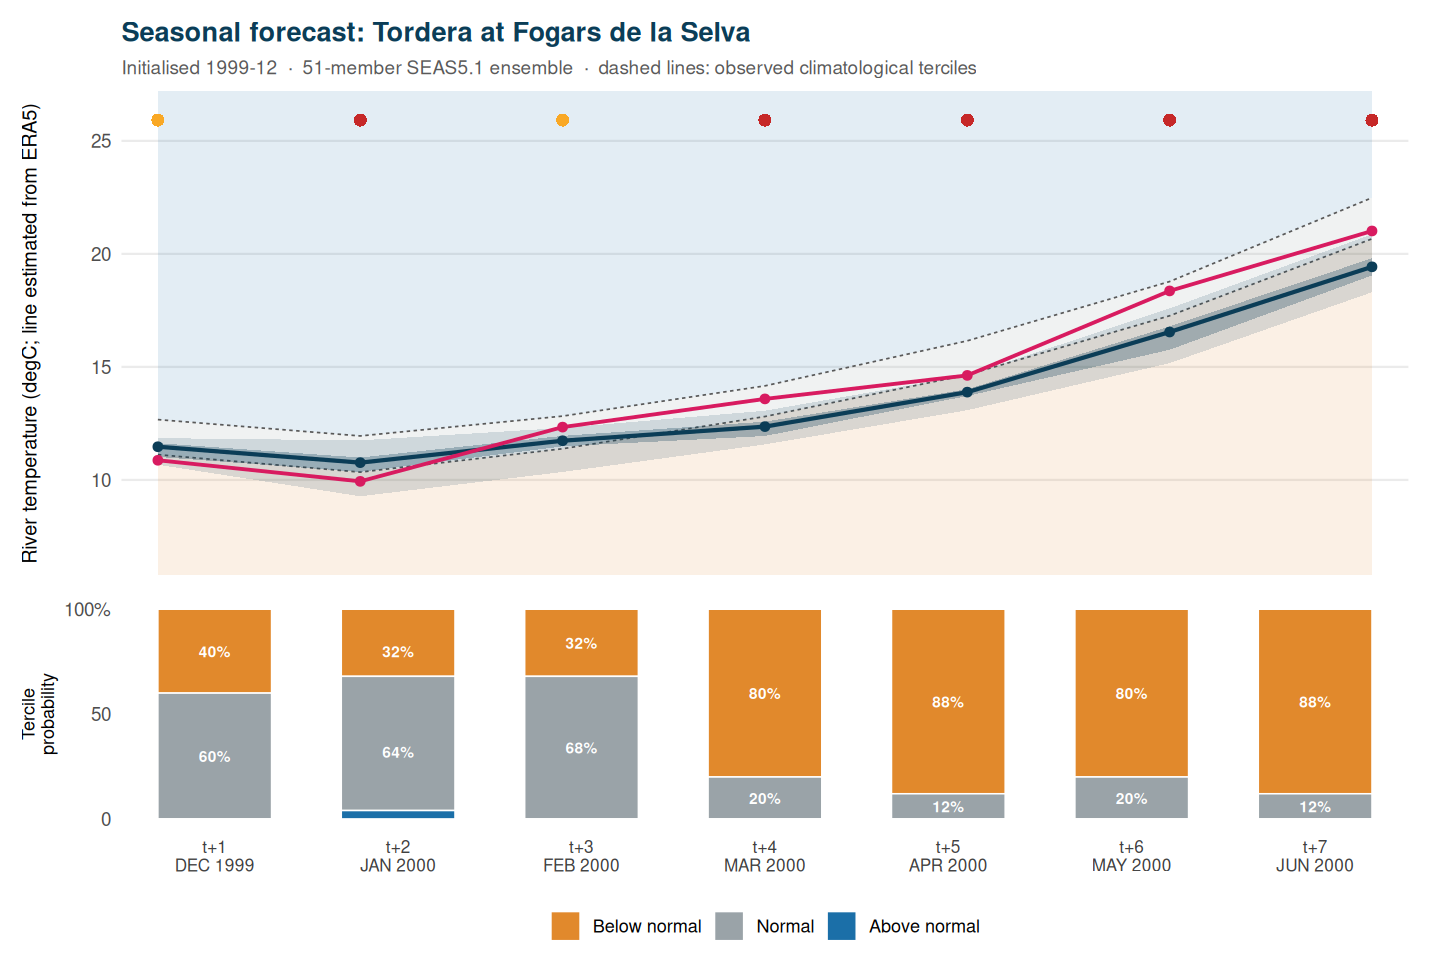 Seasonal forecast: Tordera at Fogars de la Selva
Initialised 1999-12 · 51-member SEAS5.1 ensemble · dashed lines: observed climatological terciles
River temperature (degC; line estimated from ERA5)
25
20
15
10
Tercile
probability
100%
50
0
40%
60%
32%
64%
32%
68%
80%
20%
88%
12%
80%
20%
88%
12%
t+1
DEC 1999
t+2
JAN 2000
t+3
FEB 2000
t+4
MAR 2000
t+5
APR 2000
t+6
MAY 2000
t+7
JUN 2000
Below normal
Normal
Above normal